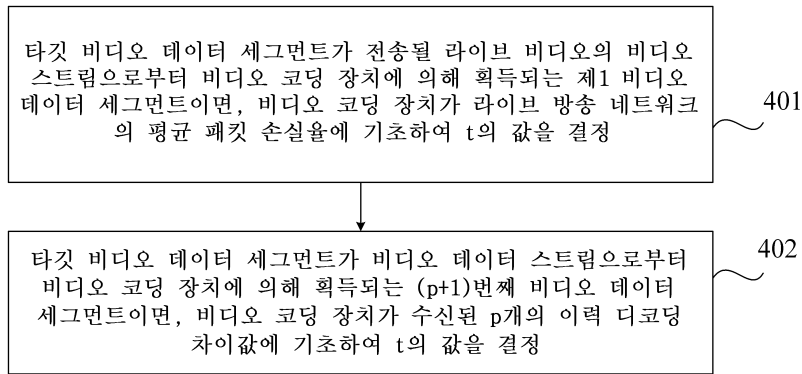 타깃 비디오 데이터 세그먼트가 전송될 라이브 비디오의 비디오
스트림으로부터 비디오 코딩 장치에 의해 획득되는 제1 비디오
데이터 세그먼트이면, 비디오 코딩 장치가 라이브 방송 네트워크
의 평균 패킷 손실율에 기초하여 t의 값을 결정
401
타깃 비디오 데이터 세그먼트가 비디오 데이터 스트림으로부터
비디오 코딩 장치에 의해 획득되는 (p+1)번째 비디오 데이터
세그먼트이면, 비디오 코딩 장치가 수신된 p개의 이력 디코딩
차이값에 기초하여 t의 값을 결정
402